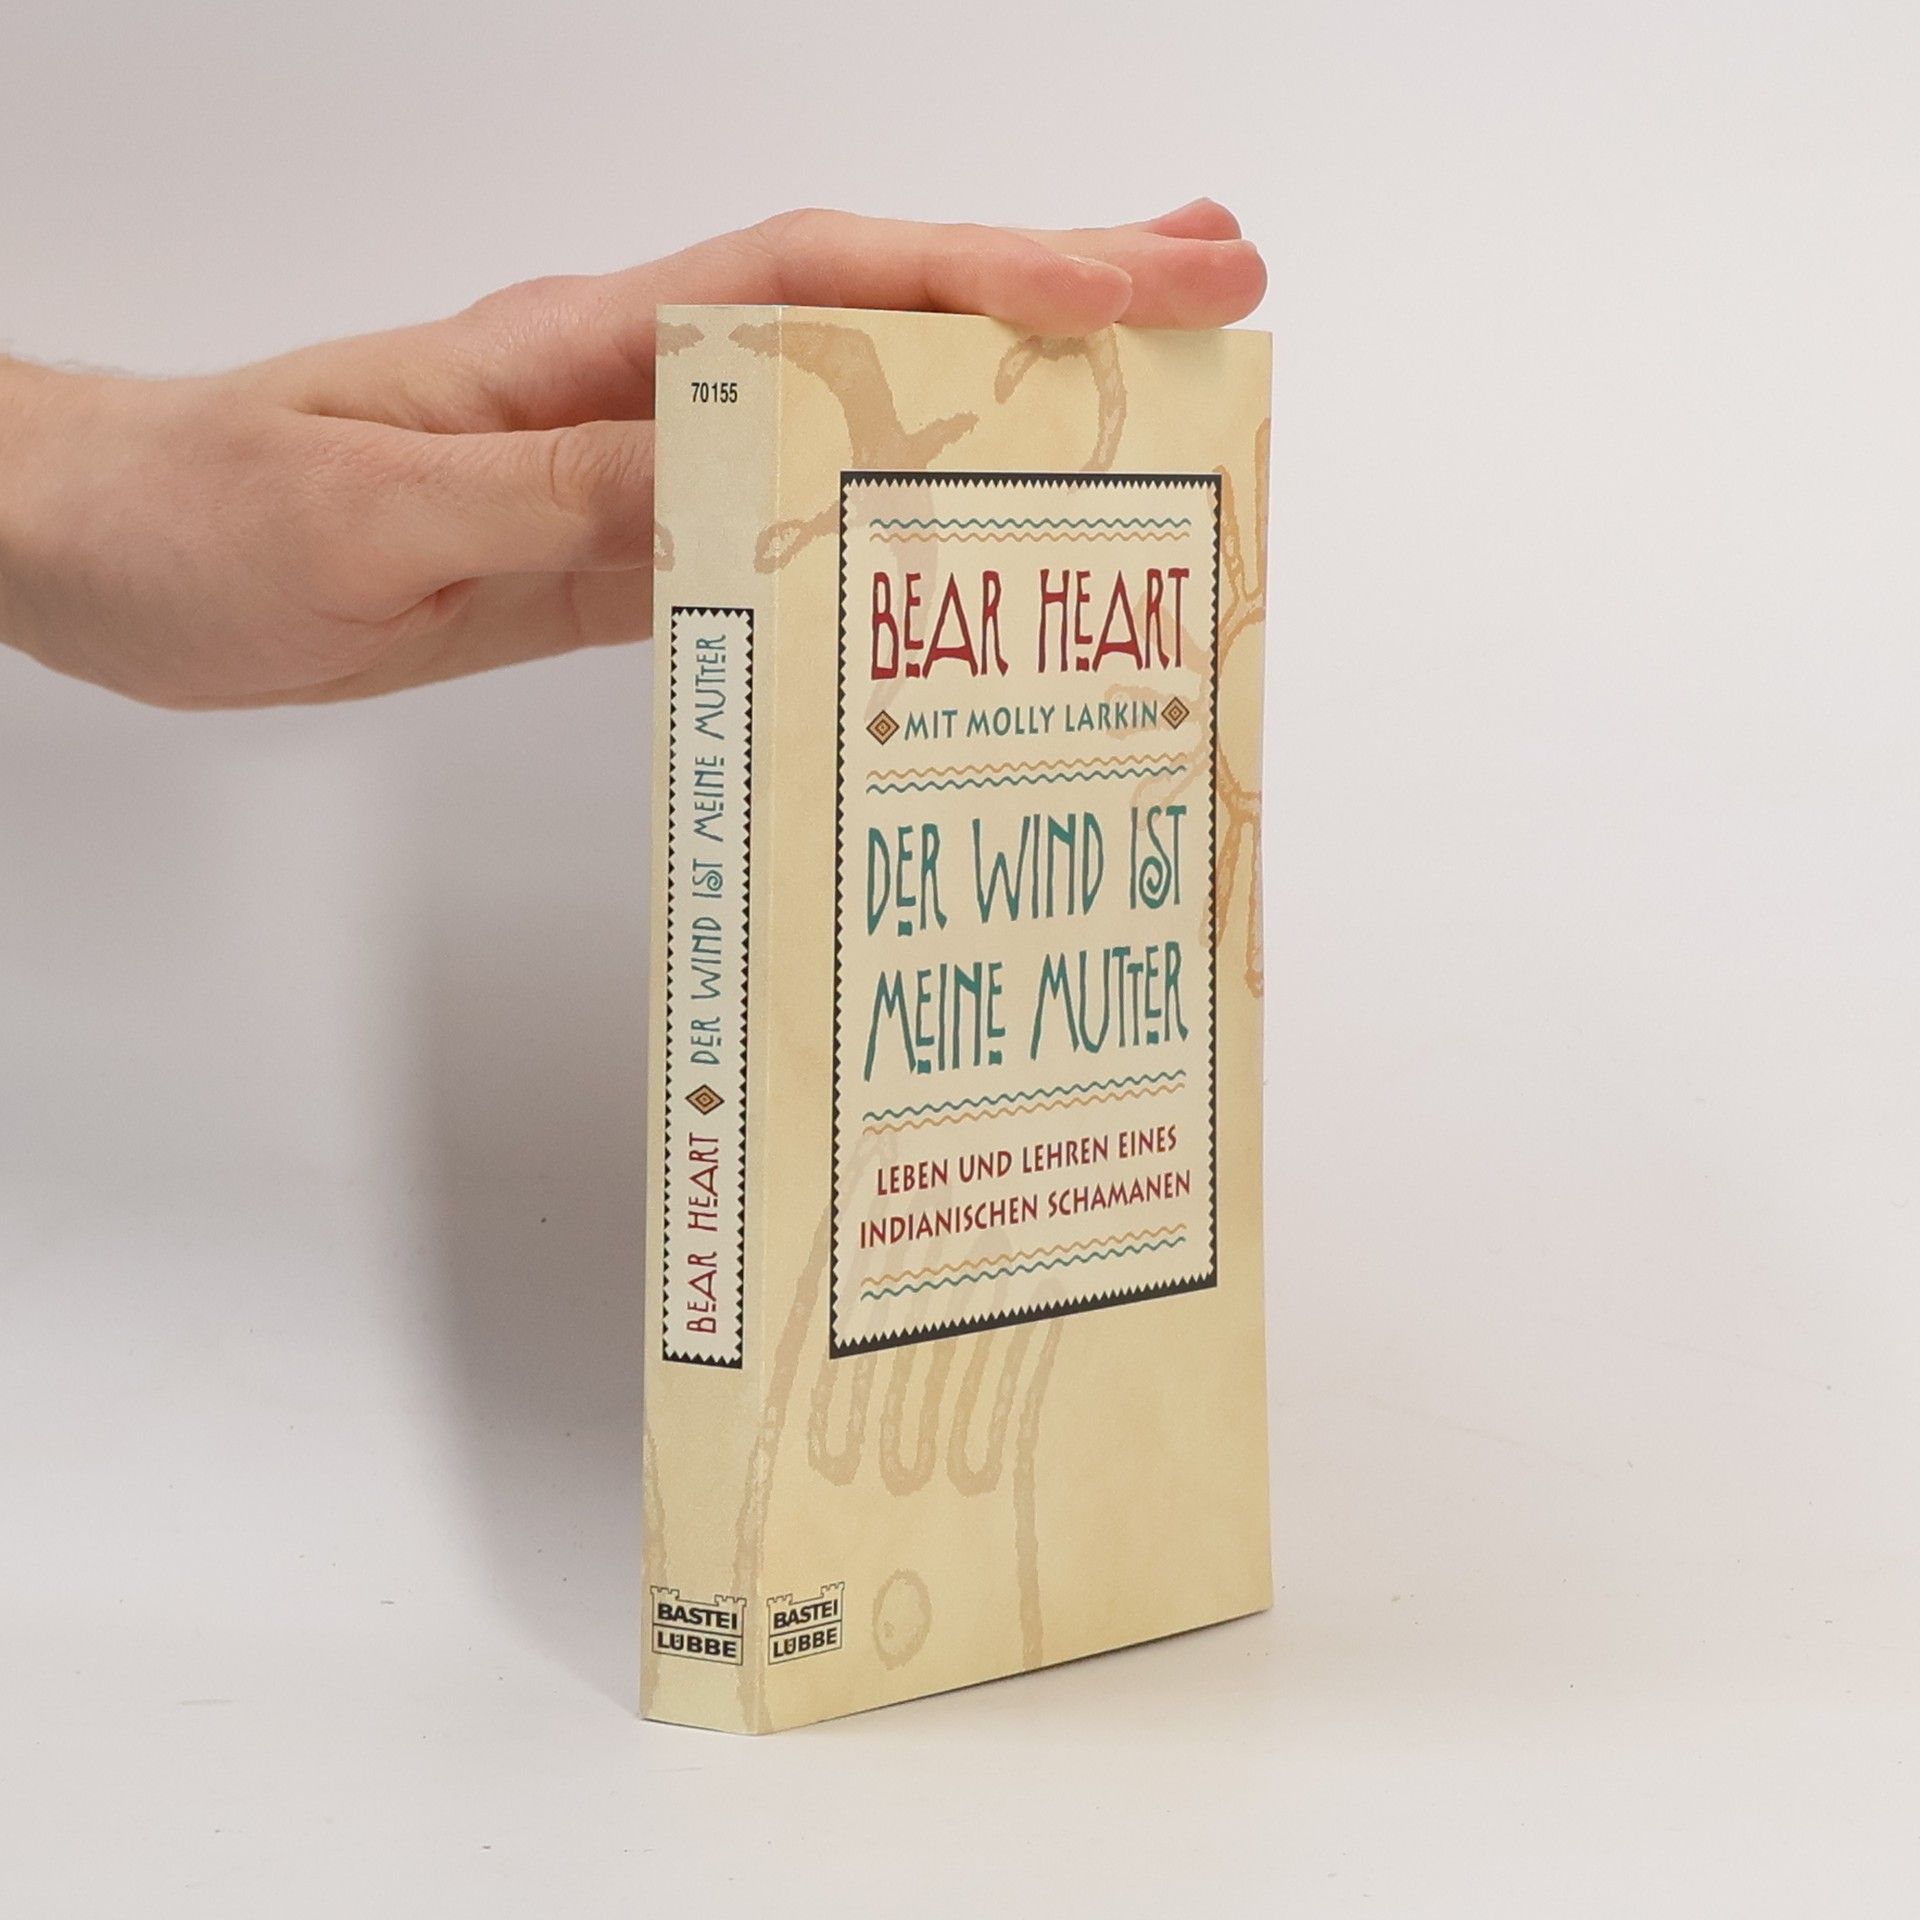 70155
BEAR HEART DER WIND IST MEINE MUTTER
BASTEI
LÜBBE
BEAR HEART
MIT MOLLY LARKIN
DER WIND IST
MEINE MUTTER
LEBEN UND LEHREN EINES
INDIANISCHEN SCHAMANEN
BASTEI
LÜBBE